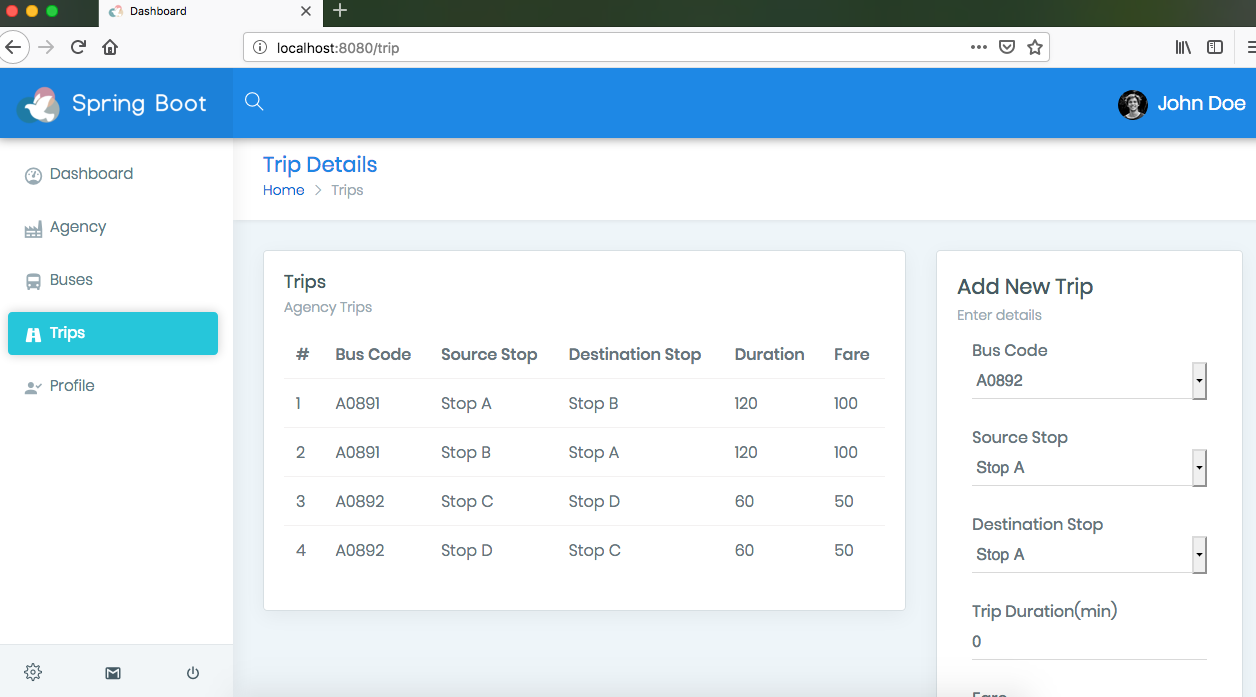 Dashboard
localhost:8080/trip
Spring Boot
John Doe
Dashboard
Agency
Buses
Trips
Profile
Trip Details
Home > Trips
Trips
Agency Trips
# Bus Code Source Stop Destination Stop Duration Fare
1 A0891 Stop A Stop B 120 100
2 A0891 Stop B Stop A 120 100
3 A0892 Stop C Stop D 60 50
4 A0892 Stop D Stop C 60 50
Add New Trip
Enter details
Bus Code
A0892
Source Stop
Stop A
Destination Stop
Stop A
Trip Duration(min)
0
Fare